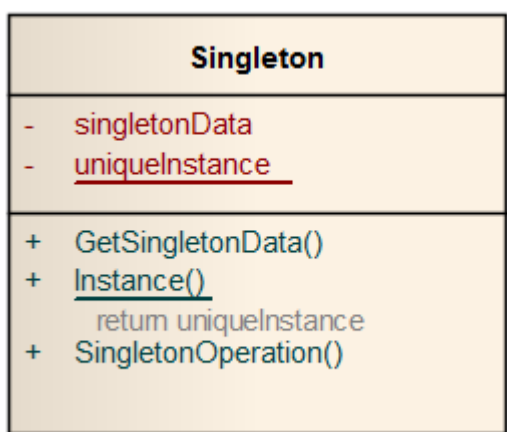 Singleton
- singletonData
- uniqueInstance
+ GetSingletonData()
+ Instance()
return uniqueInstance
+ SingletonOperation()